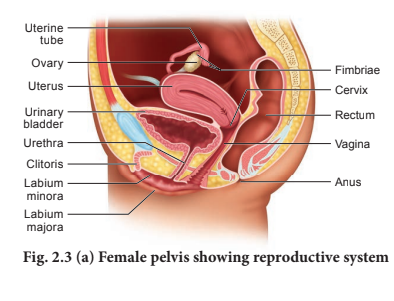 Uterine
tube
Ovary
Uterus
Urinary
bladder
Urethra
Clitoris
Labium
minora
Labium
majora
Fimbriae
Cervix
Rectum
Vagina
Anus
Fig. 2.3 (a) Female pelvis showing reproductive system